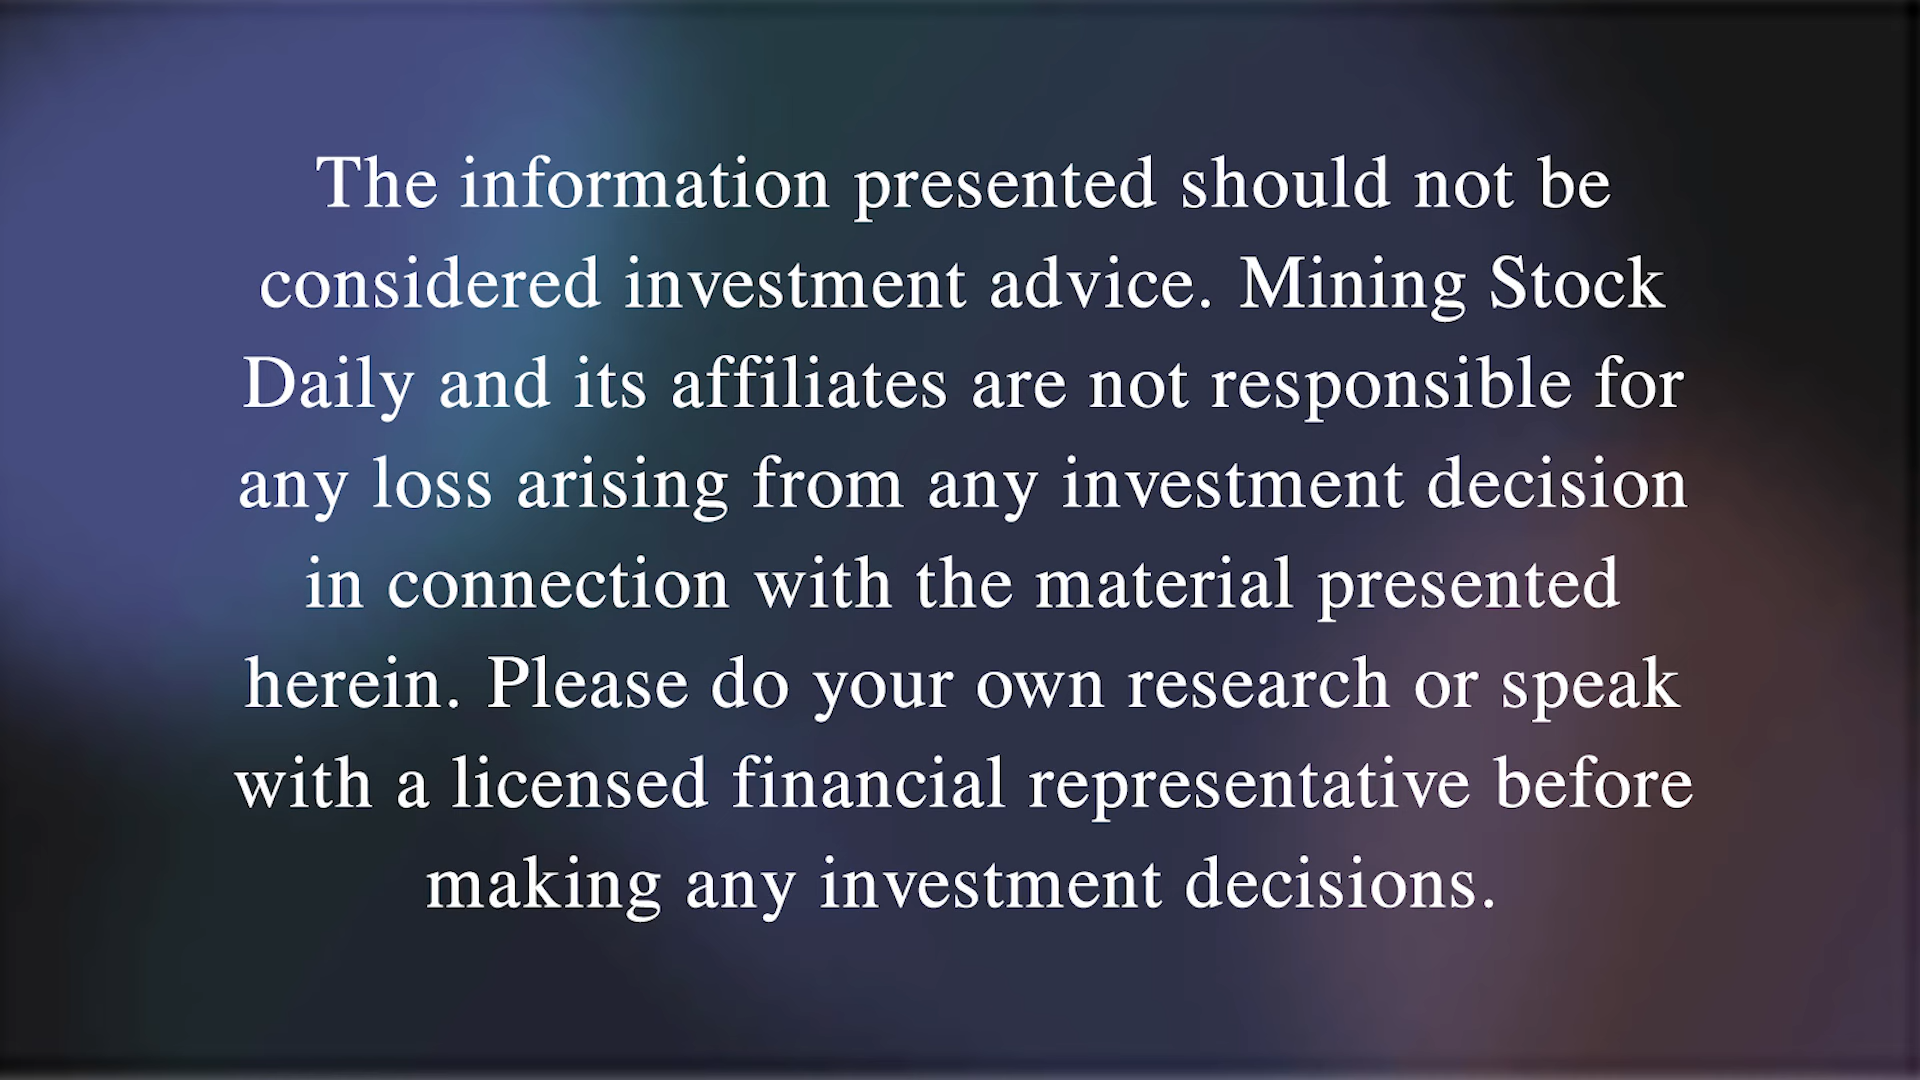 The information presented should not be
considered investment advice. Mining Stock
Daily and its affiliates are not responsible for
any loss arising from any investment decision
in connection with the material presented
herein. Please do your own research or speak
with a licensed financial representative before
making any investment decisions.